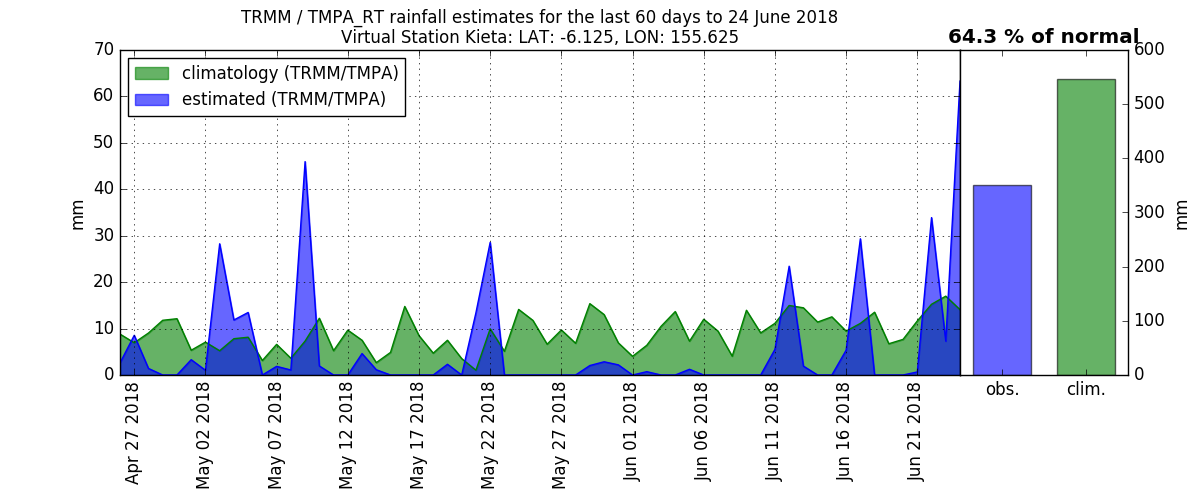 TRMM / TMPA_RT rainfall estimates for the last 60 days to 24 June 2018
Virtual Station Kieta: LAT: -6.125, LON: 155.625
64.3 % of normal
climatology (TRMM/TMPA)
estimated (TRMM/TMPA)
70
60
50
40
30
20
10
0
mm
Apr 27 2018
May 02 2018
May 07 2018
May 12 2018
May 17 2018
May 22 2018
May 27 2018
Jun 01 2018
Jun 06 2018
Jun 11 2018
Jun 16 2018
Jun 21 2018
obs.
clim.
600
500
400
300
200
100
0
mm